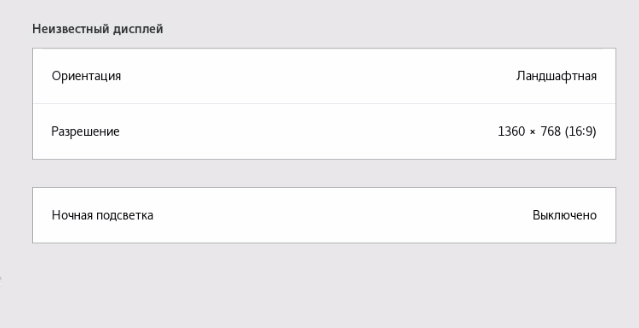 Неизвестный дисплей
Ориентация Ландшафтная
Разрешение 1360 × 768 (16:9)
Ночная подсветка Выключено